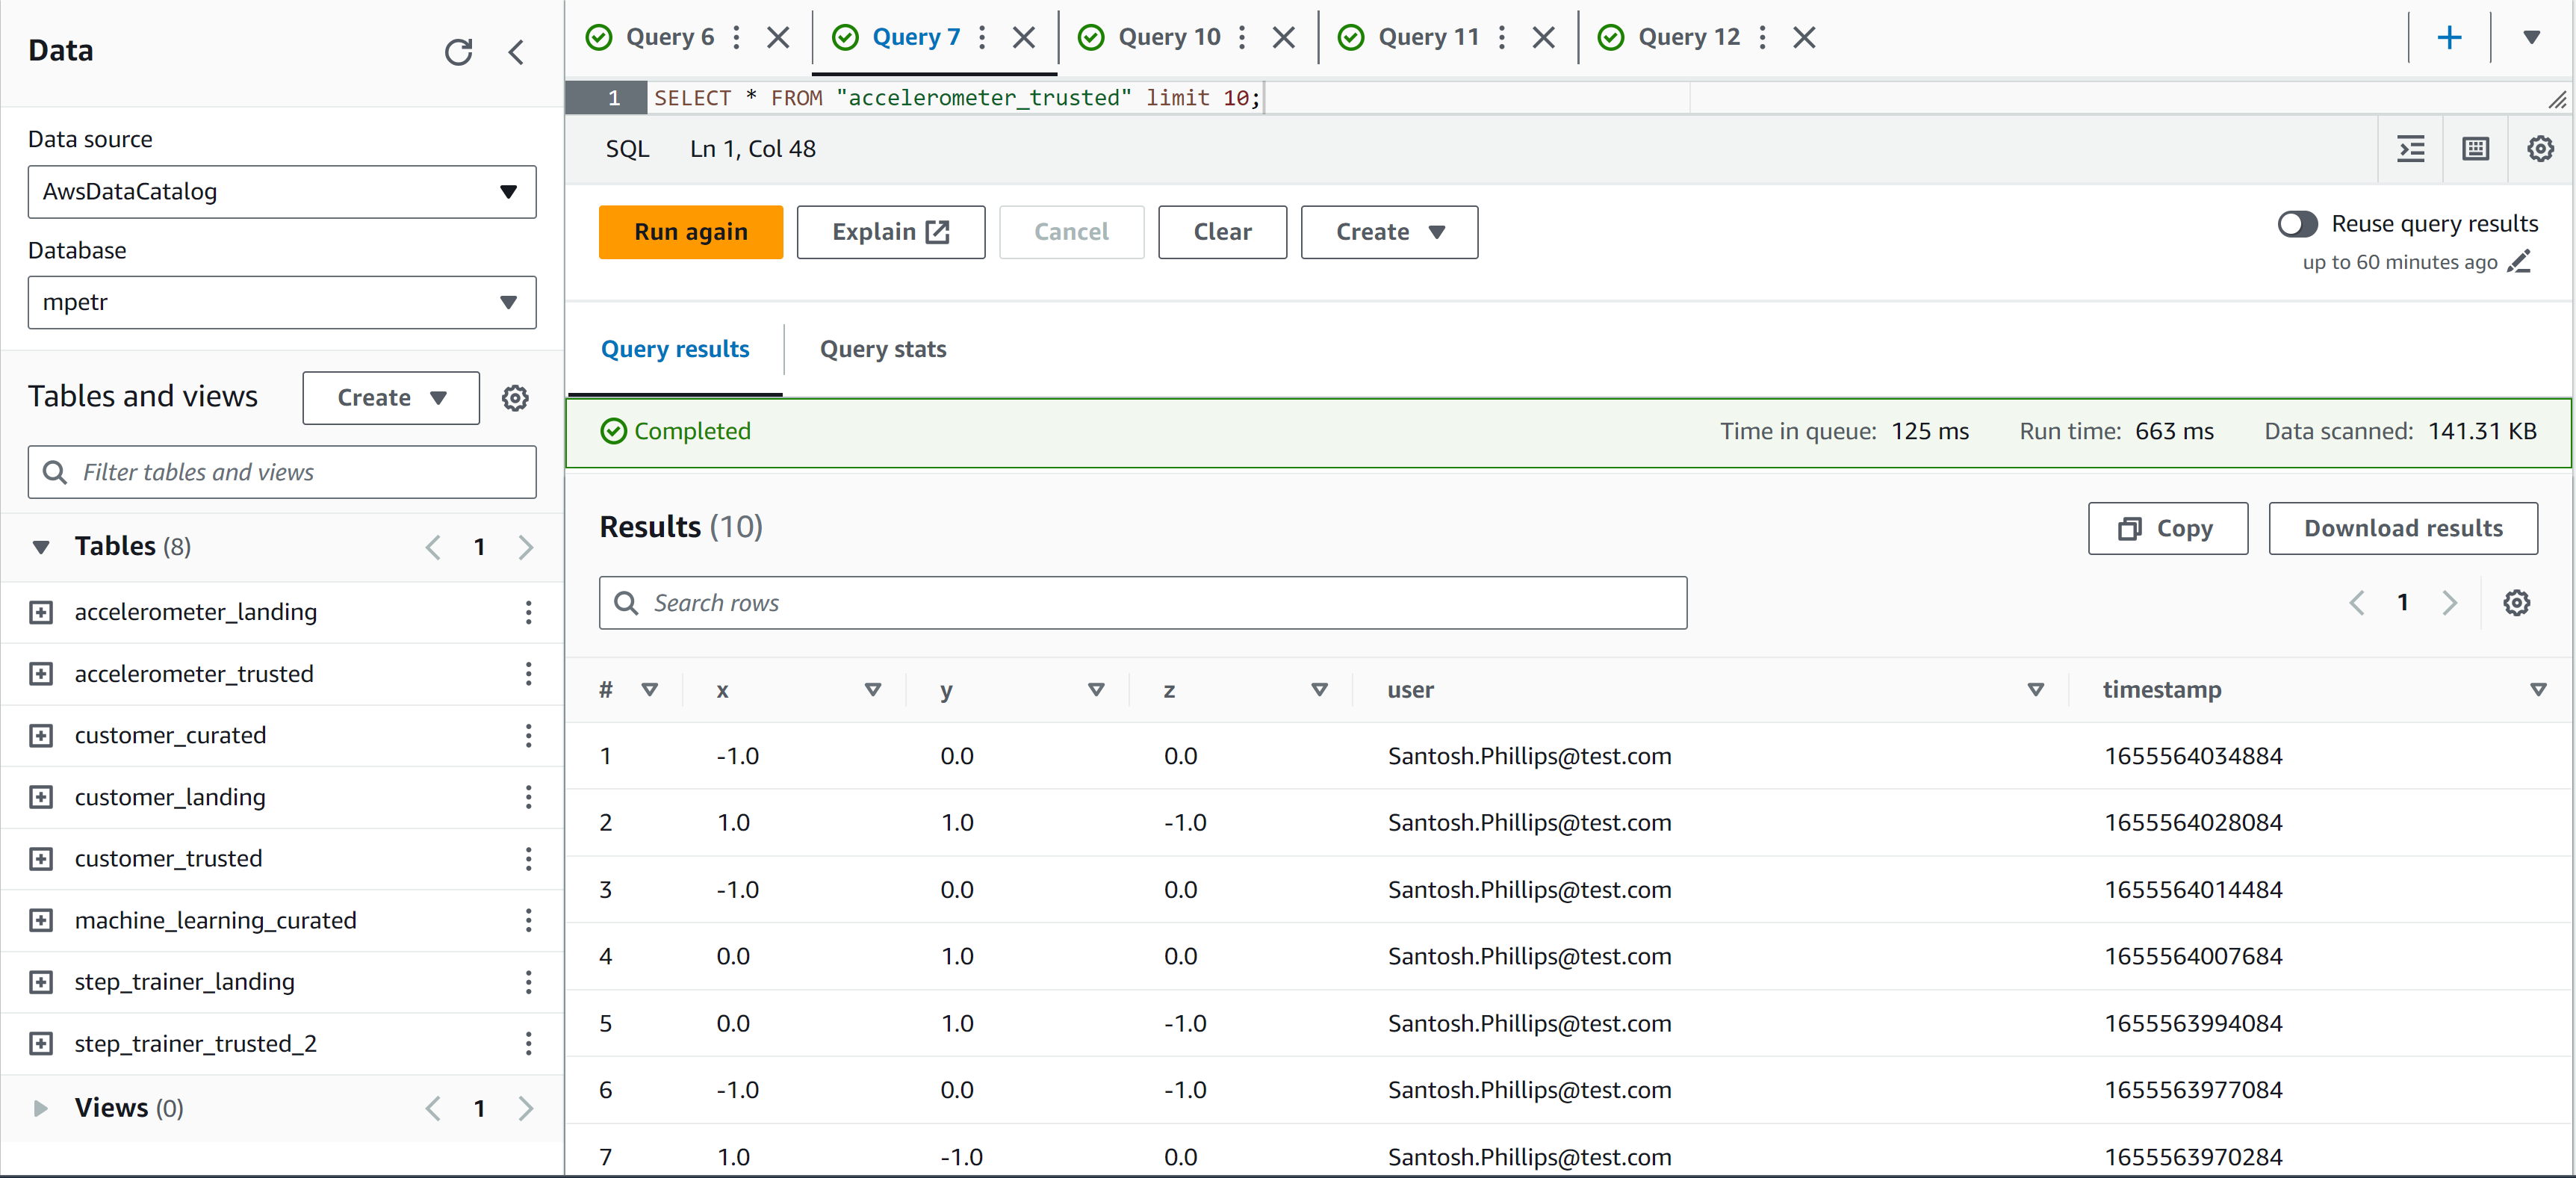 Data
Data source
AwsDataCatalog
Database
mpetr
Tables and views
Create
Filter tables and views
Tables (8)
1
accelerometer_landing
accelerometer_trusted
customer_curated
customer_landing
customer_trusted
machine_learning_curated
step_trainer_landing
step_trainer_trusted_2
Views (0)
1
Query 6 Query 7 Query 10 Query 11 Query 12
1 SELECT * FROM "accelerometer_trusted" limit 10;
SQL Ln 1, Col 48
Run again Explain Cancel Clear Create
Reuse query results
up to 60 minutes ago
Query results Query stats
Completed Time in queue: 125 ms Run time: 663 ms Data scanned: 141.31 KB
Results (10)
Copy Download results
Search rows
1
# x y z user timestamp
1 -1.0 0.0 0.0 Santosh.Phillips@test.com 1655564034884
2 1.0 1.0 -1.0 Santosh.Phillips@test.com 1655564028084
3 -1.0 0.0 0.0 Santosh.Phillips@test.com 1655564014484
4 0.0 1.0 0.0 Santosh.Phillips@test.com 1655564007684
5 0.0 1.0 -1.0 Santosh.Phillips@test.com 1655563994084
6 -1.0 0.0 -1.0 Santosh.Phillips@test.com 1655563977084
7 1.0 -1.0 0.0 Santosh.Phillips@test.com 1655563970284